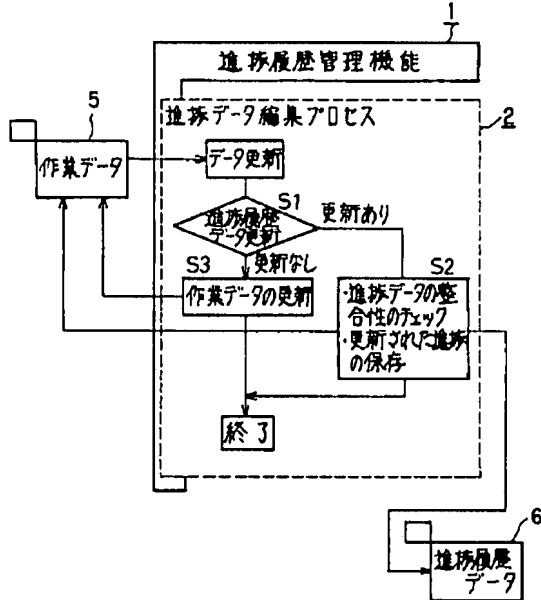 1
進捗履歴管理機能
5
作業データ
進捗データ編集プロセス
2
データ更新
S1
進捗履歴
データ更新
更新あり
S3
更新なし
作業データの更新
S2
・進捗データの整
合性のチェック
・更新された進捗
の保存
終了
6
進捗履歴
データ